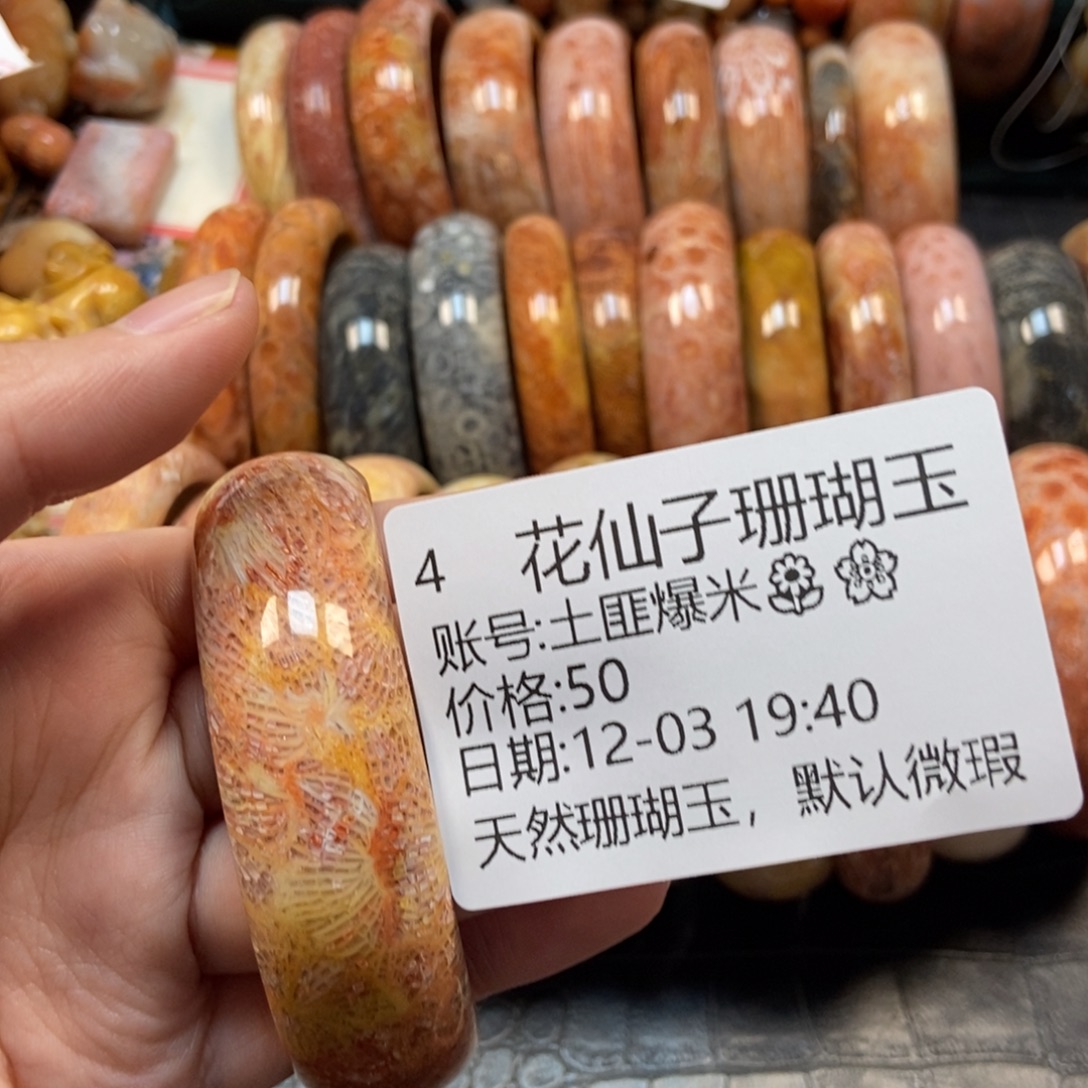 4 花仙子珊瑚玉
账号:土匪爆米🌼🌸
价格:50
日期:12-03 19:40
天然珊瑚玉，默认微瑕